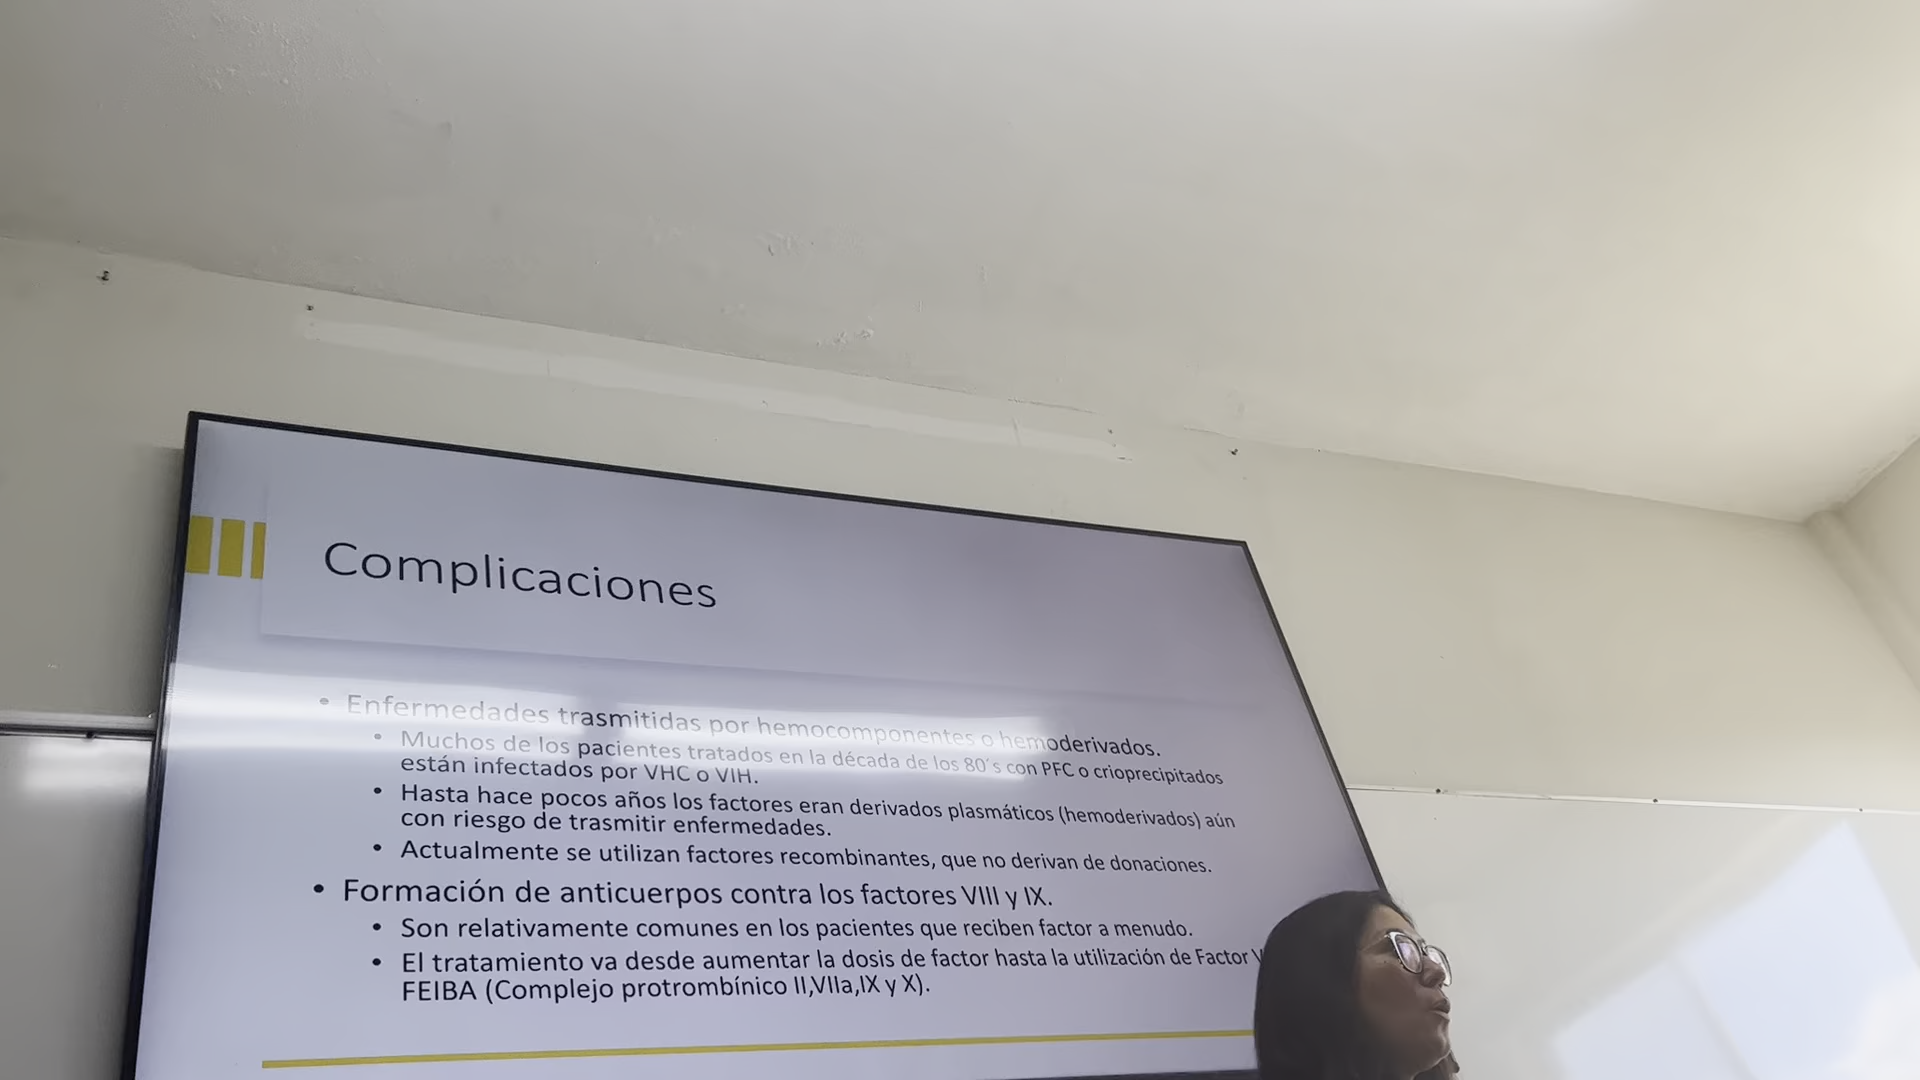 Complicaciones
• Enfermedades trasmitidas por hemocomponentes o hemoderivados.
• Muchos de los pacientes tratados en la década de los 80´s con PFC o crioprecipitados
están infectados por VHC o VIH.
• Hasta hace pocos años los factores eran derivados plasmáticos (hemoderivados) aún
con riesgo de trasmitir enfermedades.
• Actualmente se utilizan factores recombinantes, que no derivan de donaciones.
• Formación de anticuerpos contra los factores VIII y IX.
• Son relativamente comunes en los pacientes que reciben factor a menudo.
• El tratamiento va desde aumentar la dosis de factor hasta la utilización de Factor
FEIBA (Complejo protrombínico II,VIIa,IX y X).